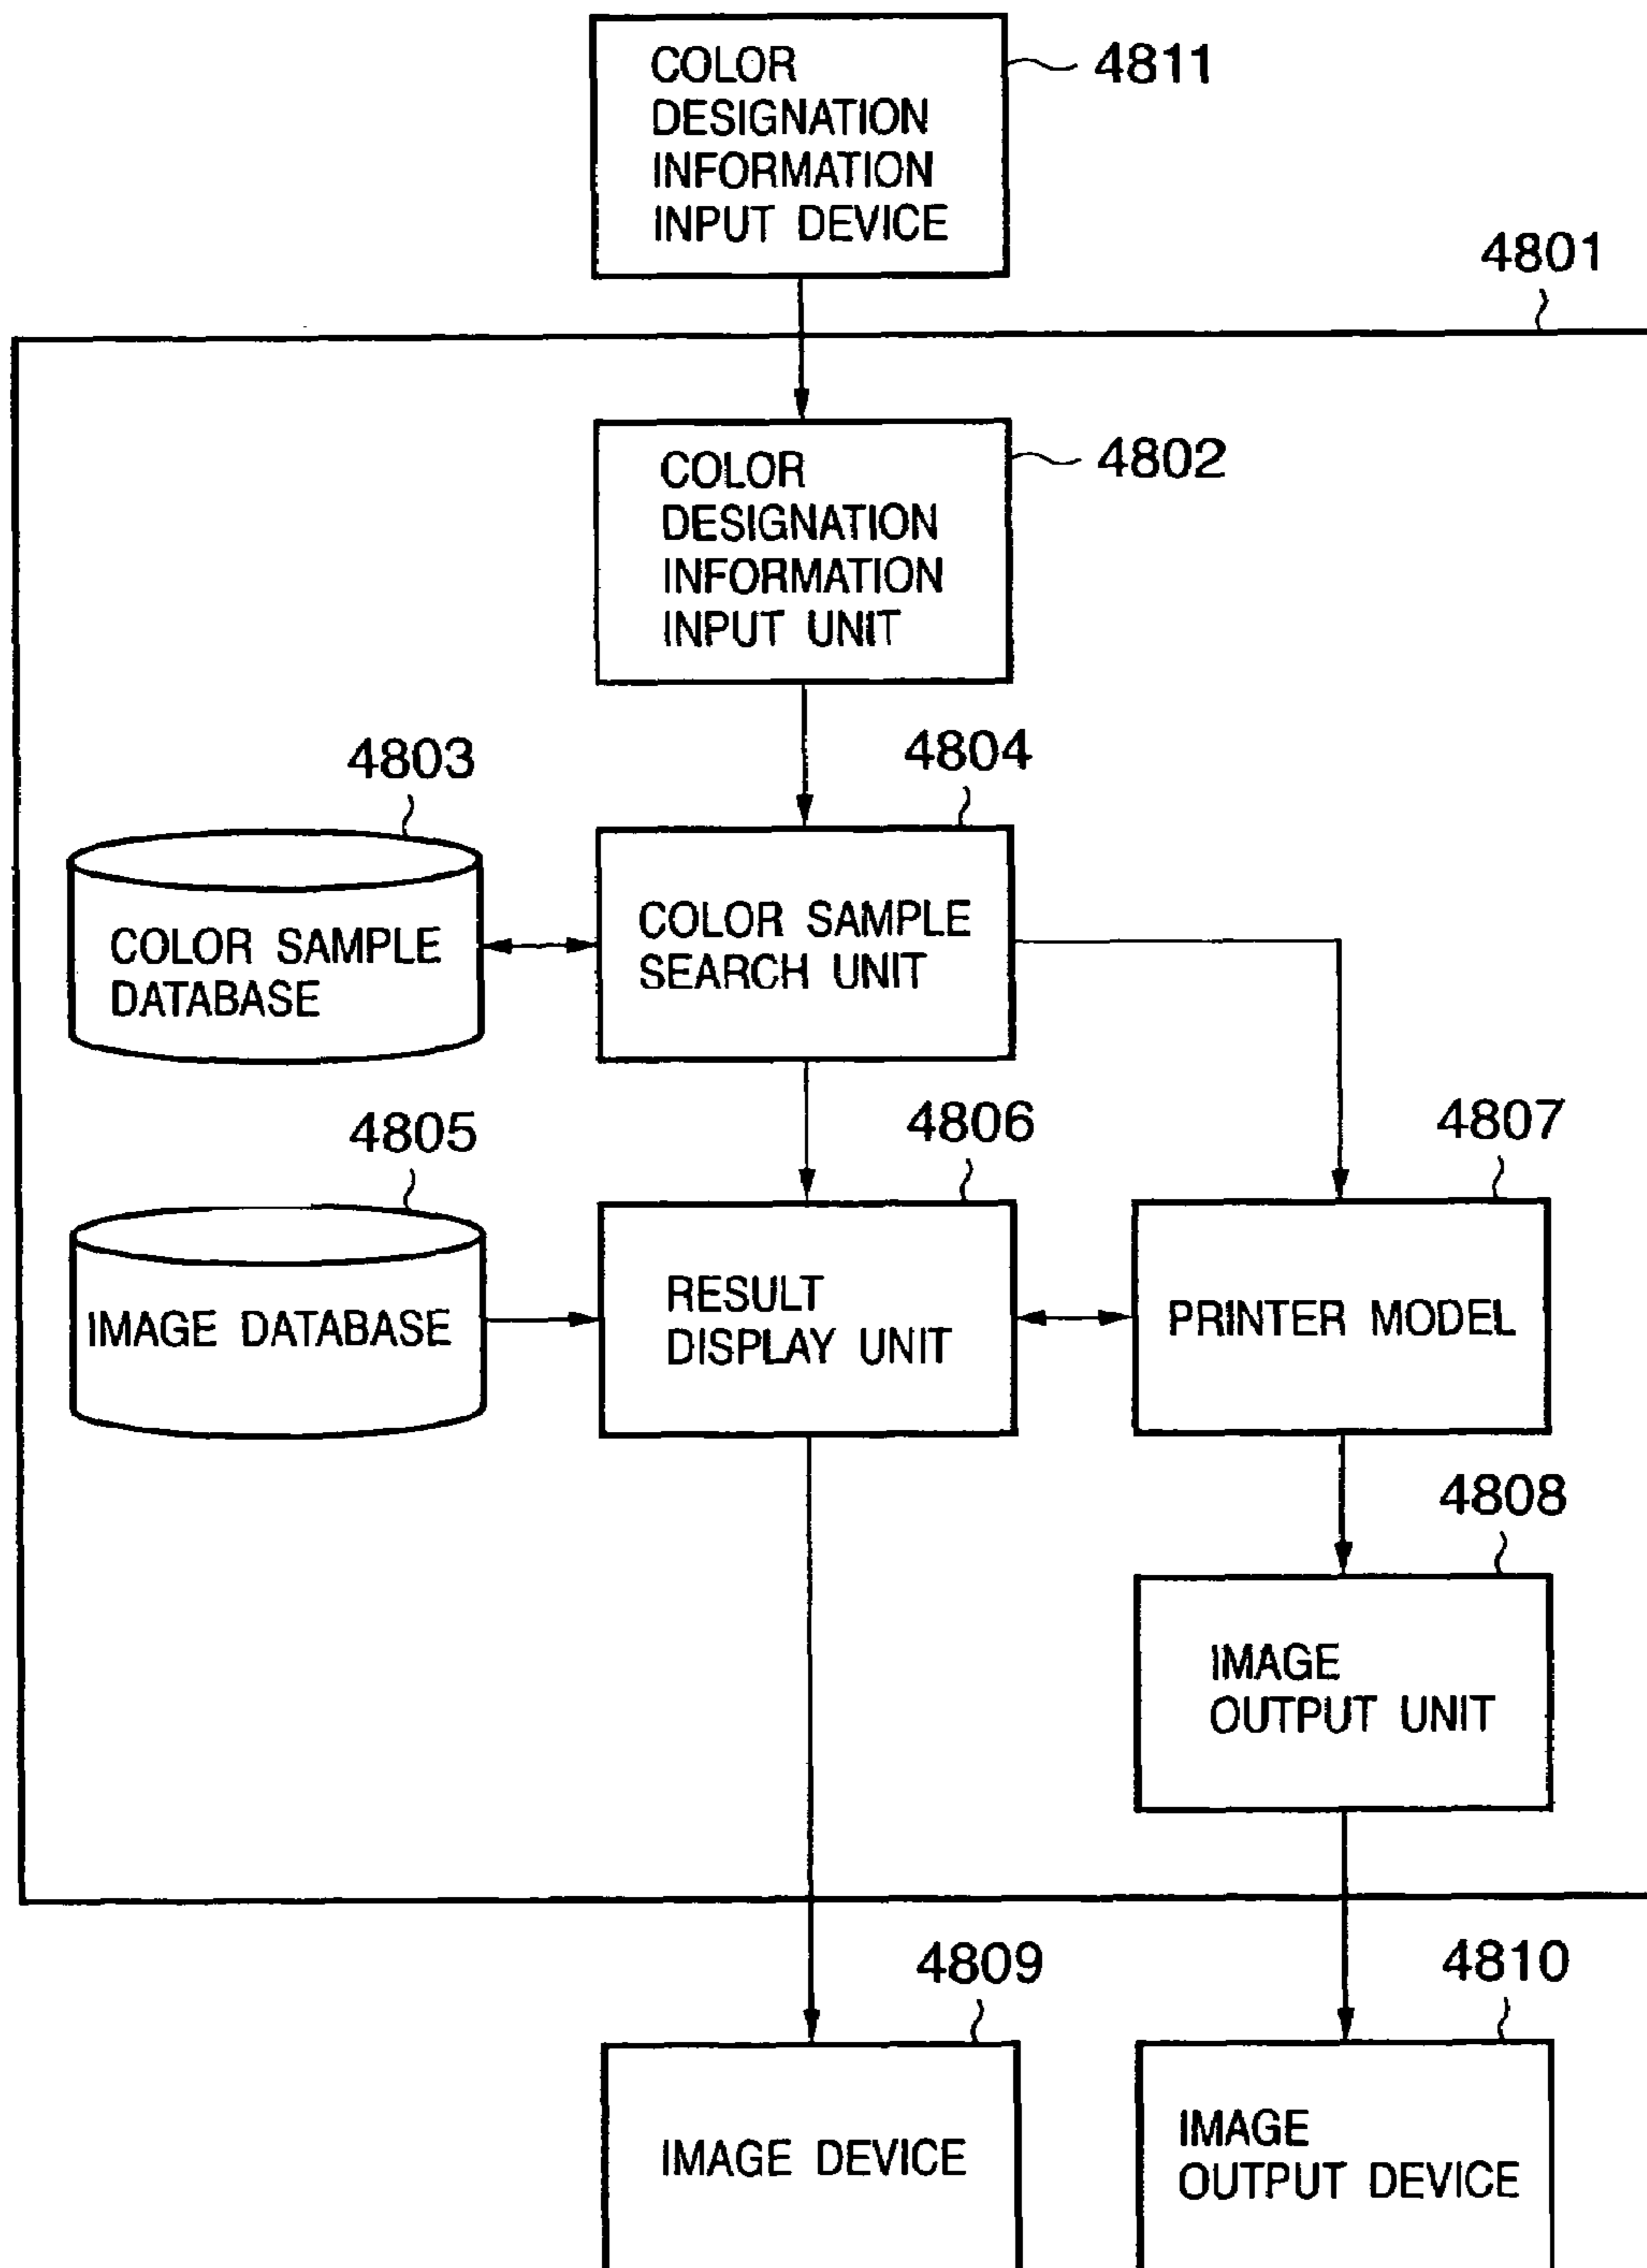 COLOR
DESIGNATION
INFORMATION
INPUT DEVICE
4811
4801
COLOR
DESIGNATION
INFORMATION
INPUT UNIT
4802
4803
4804
COLOR SAMPLE
DATABASE
COLOR SAMPLE
SEARCH UNIT
4805
4806
4807
IMAGE DATABASE
RESULT
DISPLAY UNIT
PRINTER MODEL
4808
IMAGE
OUTPUT UNIT
4809
4810
IMAGE DEVICE
IMAGE
OUTPUT DEVICE